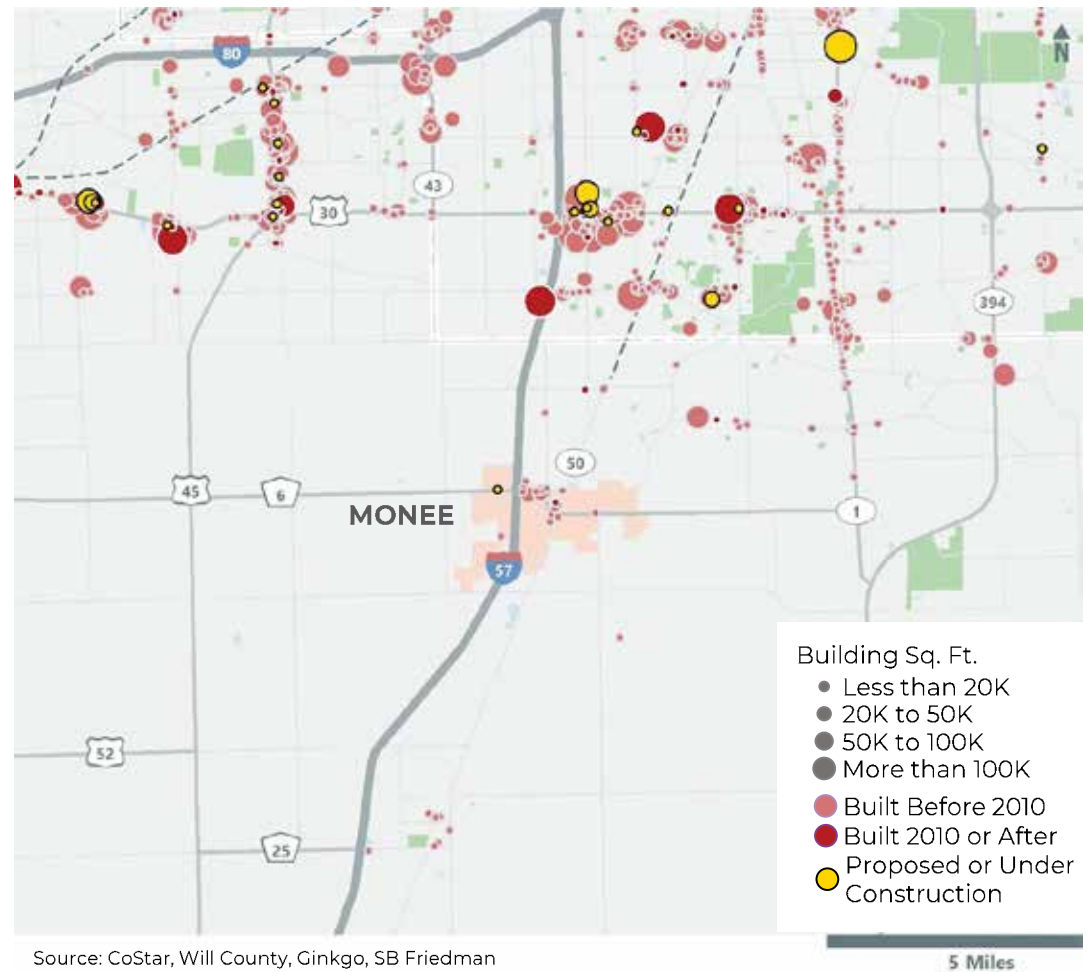 80
N
43
30
394
50
45
6
MONEE
1
57
52
25
Building Sq. Ft.
Less than 20K
20K to 50K
50K to 100K
More than 100K
Built Before 2010
Built 2010 or After
Proposed or Under
Construction
Source: CoStar, Will County, Ginkgo, SB Friedman
5 Miles